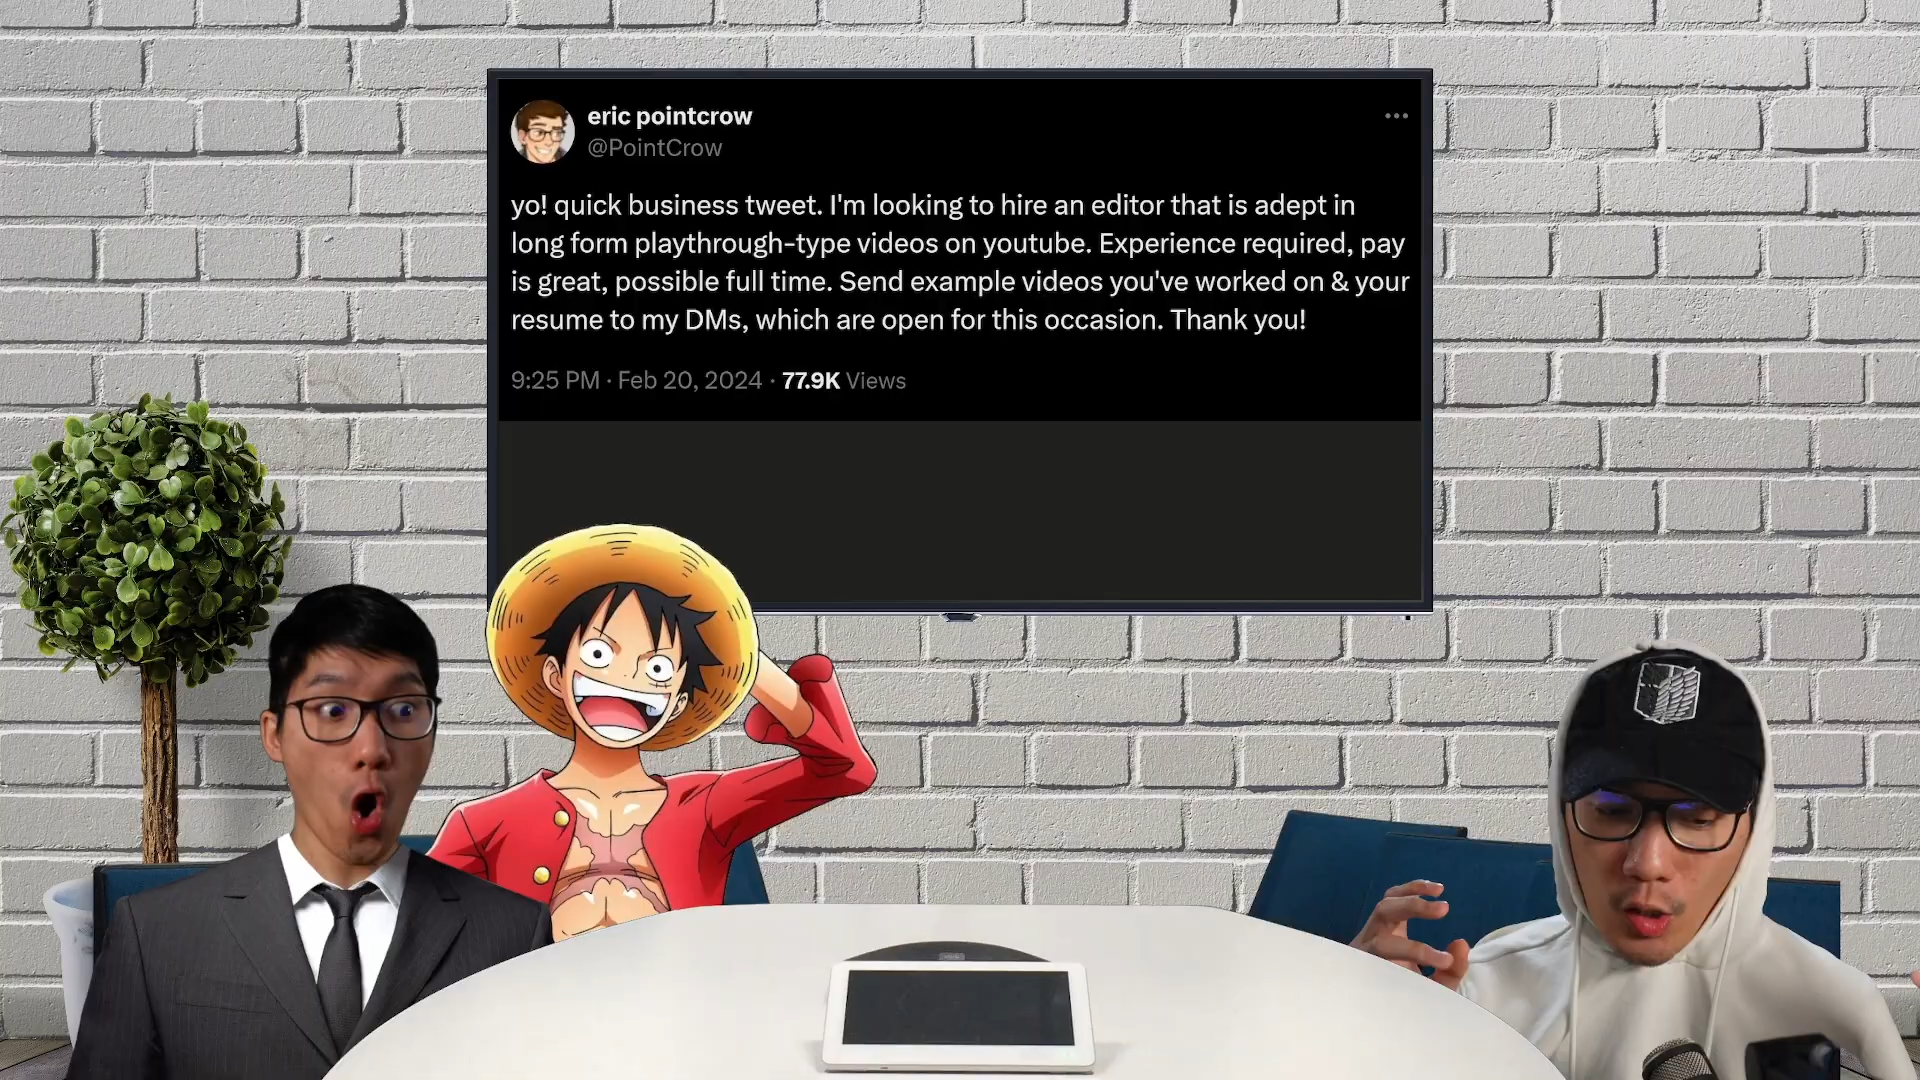 eric pointcrow
@PointCrow
yo! quick business tweet. I'm looking to hire an editor that is adept in
long form playthrough-type videos on youtube. Experience required, pay
is great, possible full time. Send example videos you've worked on & your
resume to my DMs, which are open for this occasion. Thank you!
9:25 PM · Feb 20, 2024 · 77.9K Views